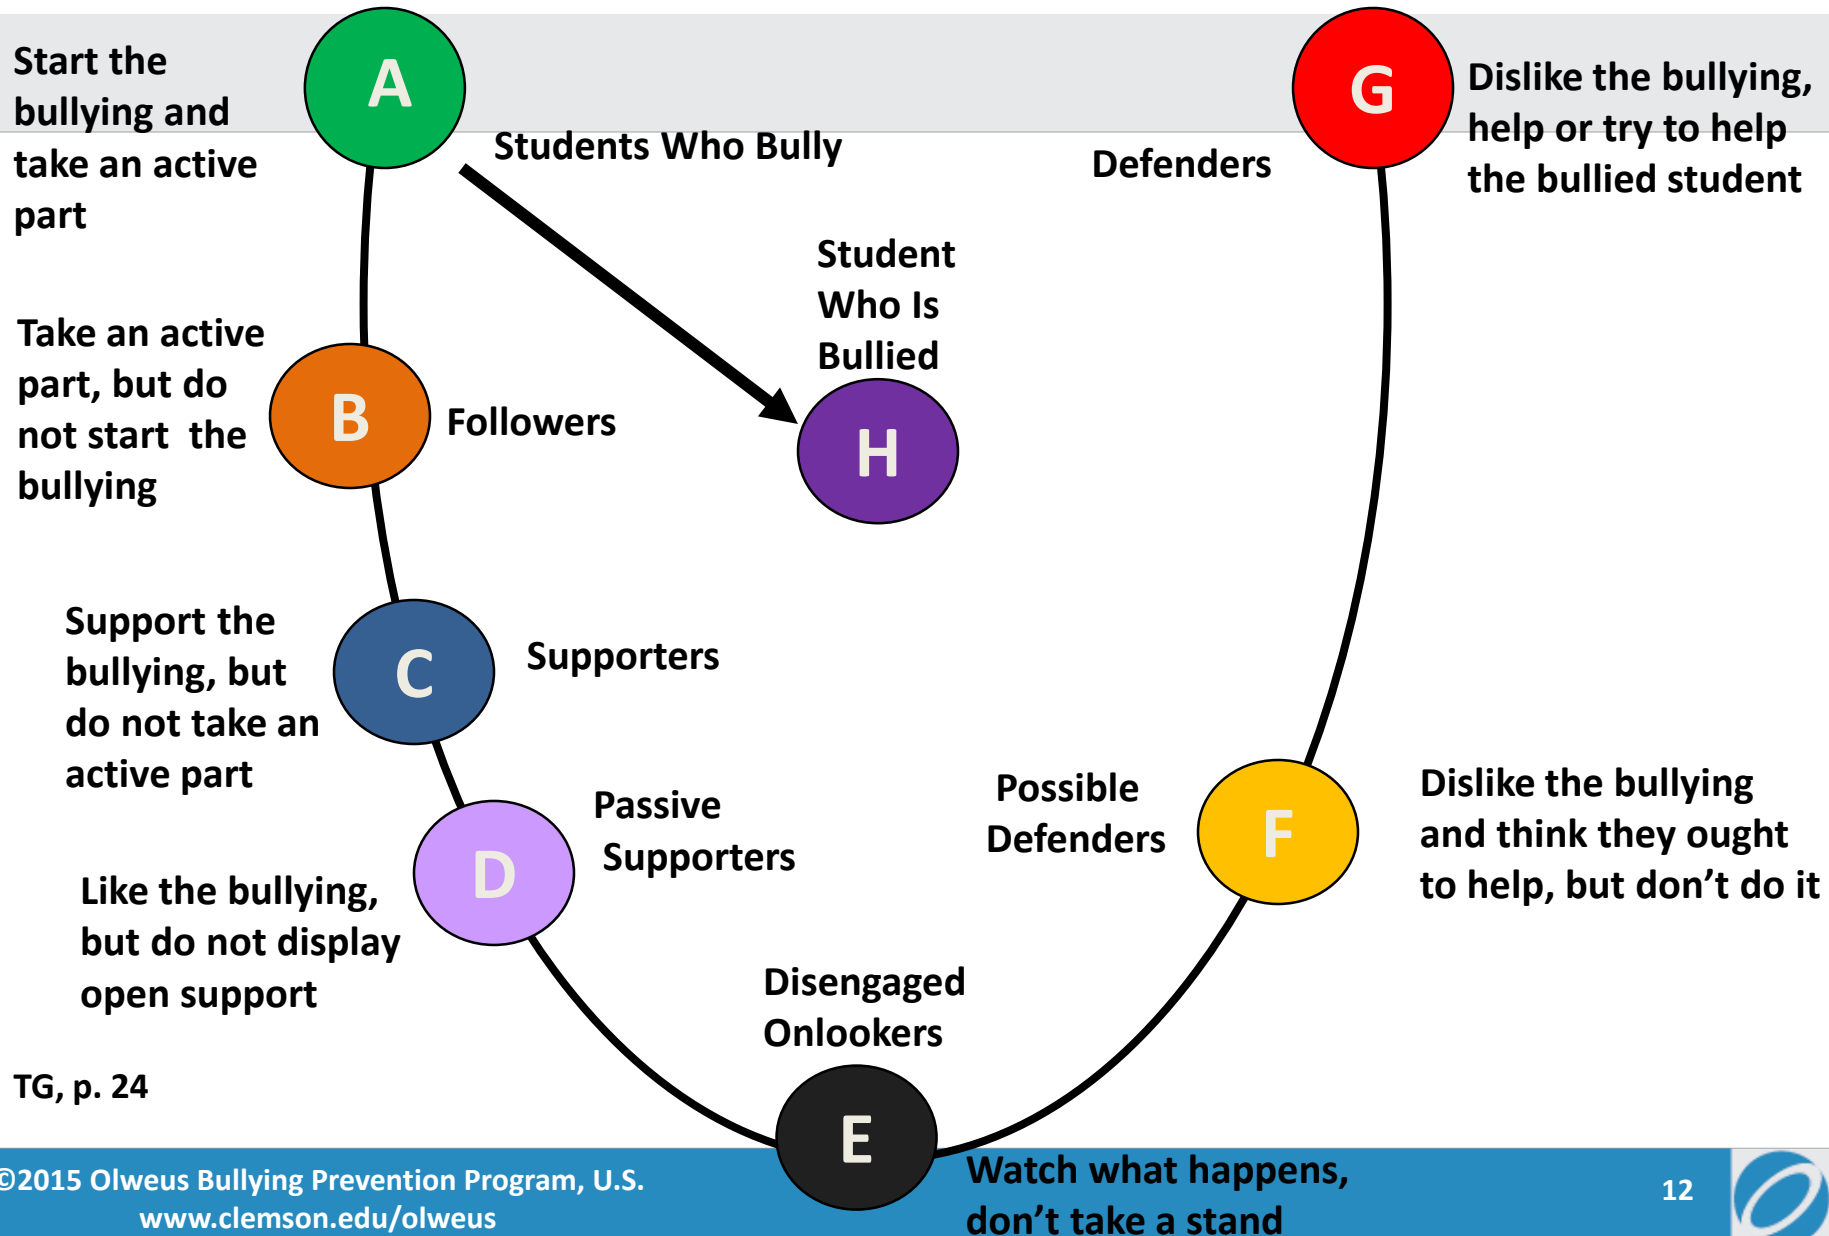 Start the
bullying and
take an active
part
A
Students Who Bully
Defenders
G
Dislike the bullying,
help or try to help
the bullied student
Student
Who Is
Bullied
H
Take an active
part, but do
not start  the
bullying
B
Followers
Support the
bullying, but
do not take an
active part
C
Supporters
Like the bullying,
but do not display
open support
D
Passive
Supporters
Possible
Defenders
F
Dislike the bullying
and think they ought
to help, but don’t do it
Disengaged
Onlookers
E
Watch what happens,
don’t take a stand
TG, p. 24
©2015 Olweus Bullying Prevention Program, U.S.
www.clemson.edu/olweus
12